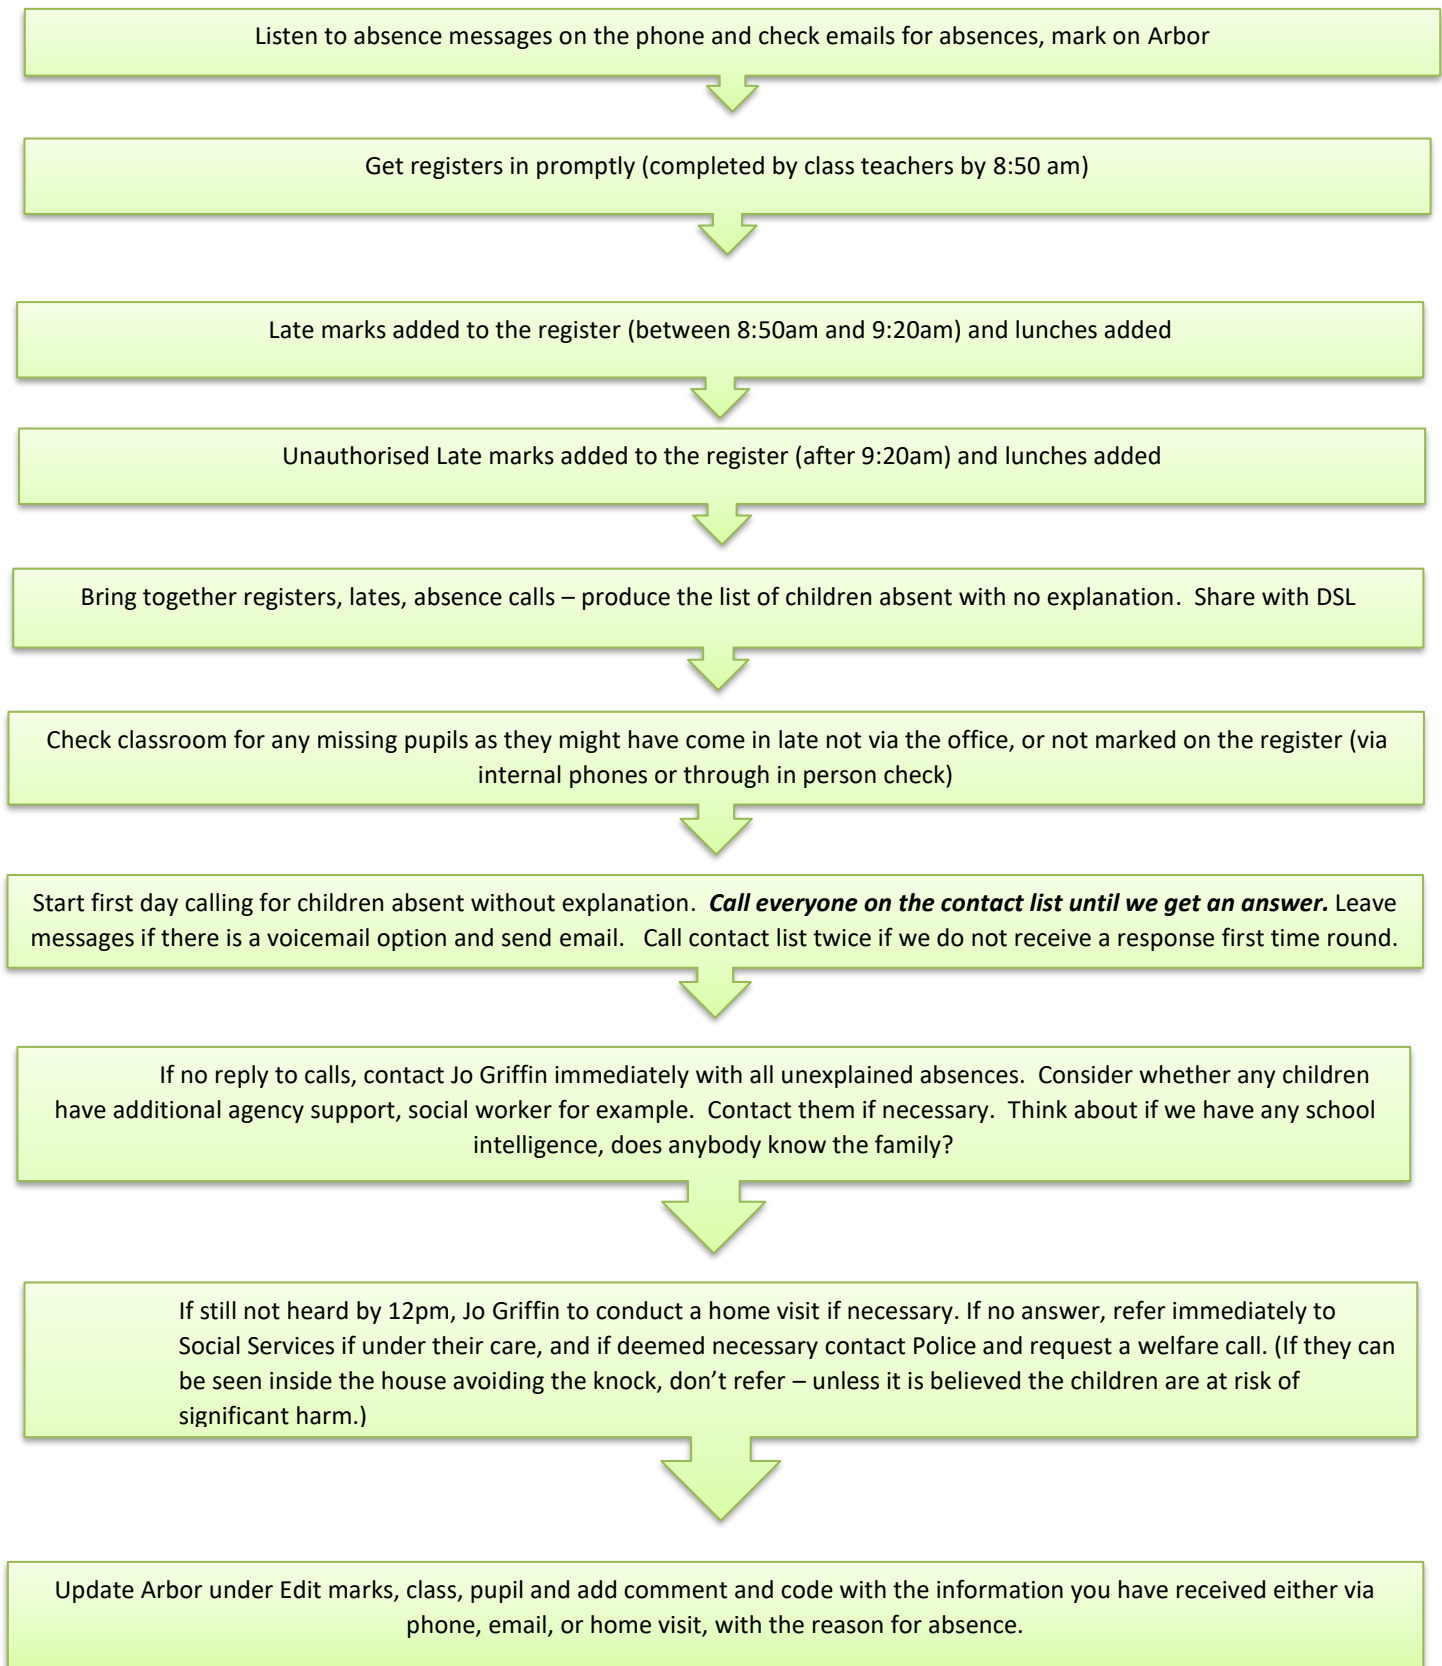 Listen to absence messages on the phone and check emails for absences, mark on Arbor
Get registers in promptly (completed by class teachers by 8:50 am)
Late marks added to the register (between 8:50am and 9:20am) and lunches added
Unauthorised Late marks added to the register (after 9:20am) and lunches added
Bring together registers, lates, absence calls – produce the list of children absent with no explanation.  Share with DSL
Check classroom for any missing pupils as they might have come in late not via the office, or not marked on the register (via
internal phones or through in person check)
Start first day calling for children absent without explanation.  Call everyone on the contact list until we get an answer. Leave
messages if there is a voicemail option and send email.   Call contact list twice if we do not receive a response first time round.
If no reply to calls, contact Jo Griffin immediately with all unexplained absences.  Consider whether any children
have additional agency support, social worker for example.  Contact them if necessary.  Think about if we have any school
intelligence, does anybody know the family?
If still not heard by 12pm, Jo Griffin to conduct a home visit if necessary. If no answer, refer immediately to
Social Services if under their care, and if deemed necessary contact Police and request a welfare call. (If they can
be seen inside the house avoiding the knock, don’t refer – unless it is believed the children are at risk of
significant harm.)
Update Arbor under Edit marks, class, pupil and add comment and code with the information you have received either via
phone, email, or home visit, with the reason for absence.